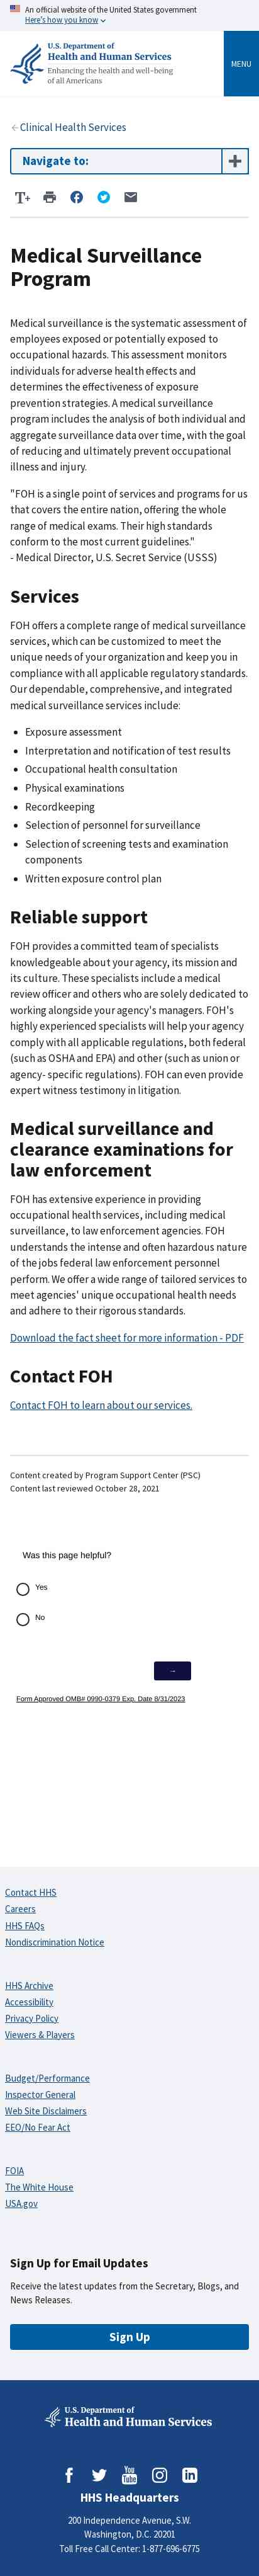 An official website of the United States government
Here's how you know
U.S. Department of
Health and Human Services
Enhancing the health and well-being
of all Americans
MENU
Clinical Health Services
Navigate to:
T+
Medical Surveillance
Program
Medical surveillance is the systematic assessment of
employees exposed or potentially exposed to
occupational hazards. This assessment monitors
individuals for adverse health effects and
determines the effectiveness of exposure
prevention strategies. A medical surveillance
program includes the analysis of both individual and
aggregate surveillance data over time, with the goal
of reducing and ultimately preventing occupational
illness and injury.
"FOH is a single point of services and programs for us
that covers the entire nation, offering the whole
range of medical exams. Their high standards
conform to the most current guidelines."
- Medical Director, U.S. Secret Service (USSS)
Services
FOH offers a complete range of medical surveillance
services, which can be customized to meet the
unique needs of your organization and keep you in
compliance with all applicable regulatory standards.
Our dependable, comprehensive, and integrated
medical surveillance services include:
• Exposure assessment
• Interpretation and notification of test results
• Occupational health consultation
• Physical examinations
• Recordkeeping
• Selection of personnel for surveillance
• Selection of screening tests and examination
components
• Written exposure control plan
Reliable support
FOH provides a committed team of specialists
knowledgeable about your agency, its mission and
its culture. These specialists include a medical
review officer and others who are solely dedicated to
working alongside your agency's managers. FOH's
highly experienced specialists will help your agency
comply with all applicable regulations, both federal
(such as OSHA and EPA) and other (such as union or
agency- specific regulations). FOH can even provide
expert witness testimony in litigation.
Medical surveillance and
clearance examinations for
law enforcement
FOH has extensive experience in providing
occupational health services, including medical
surveillance, to law enforcement agencies. FOH
understands the intense and often hazardous nature of
the jobs federal law enforcement personnel
perform. We offer a wide range of tailored services to
meet agencies' unique occupational health needs
and adhere to their rigorous standards.
Download the fact sheet for more information - PDF
Contact FOH
Contact FOH to learn about our services.
Content created by Program Support Center (PSC)
Content last reviewed October 28, 2021
Was this page helpful?
Yes
No
→
Form Approved OMB# 0990-0379 Exp. Date 8/31/2023
Contact HHS
Careers
HHS FAQs
Nondiscrimination Notice
HHS Archive
Accessibility
Privacy Policy
Viewers & Players
Budget/Performance
Inspector General
Web Site Disclaimers
EEO/No Fear Act
FOIA
The White House
USA.gov
Sign Up for Email Updates
Receive the latest updates from the Secretary, Blogs, and
News Releases.
Sign Up
U.S. Department of
Health and Human Services
HHS Headquarters
200 Independence Avenue, S.W.
Washington, D.C. 20201
Toll Free Call Center: 1-877-696-6775